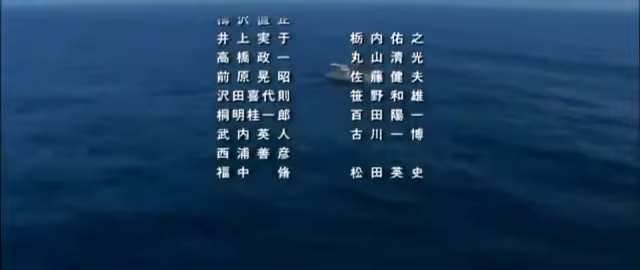 井上実子 栃内佑之
高橋政一 丸山清光
前原晃昭 佐藤健夫
沢田喜代則 笹野和雄
桐明桂一郎 百田陽一
武内英人 古川一博
西浦善彦
福中脩 松田英史